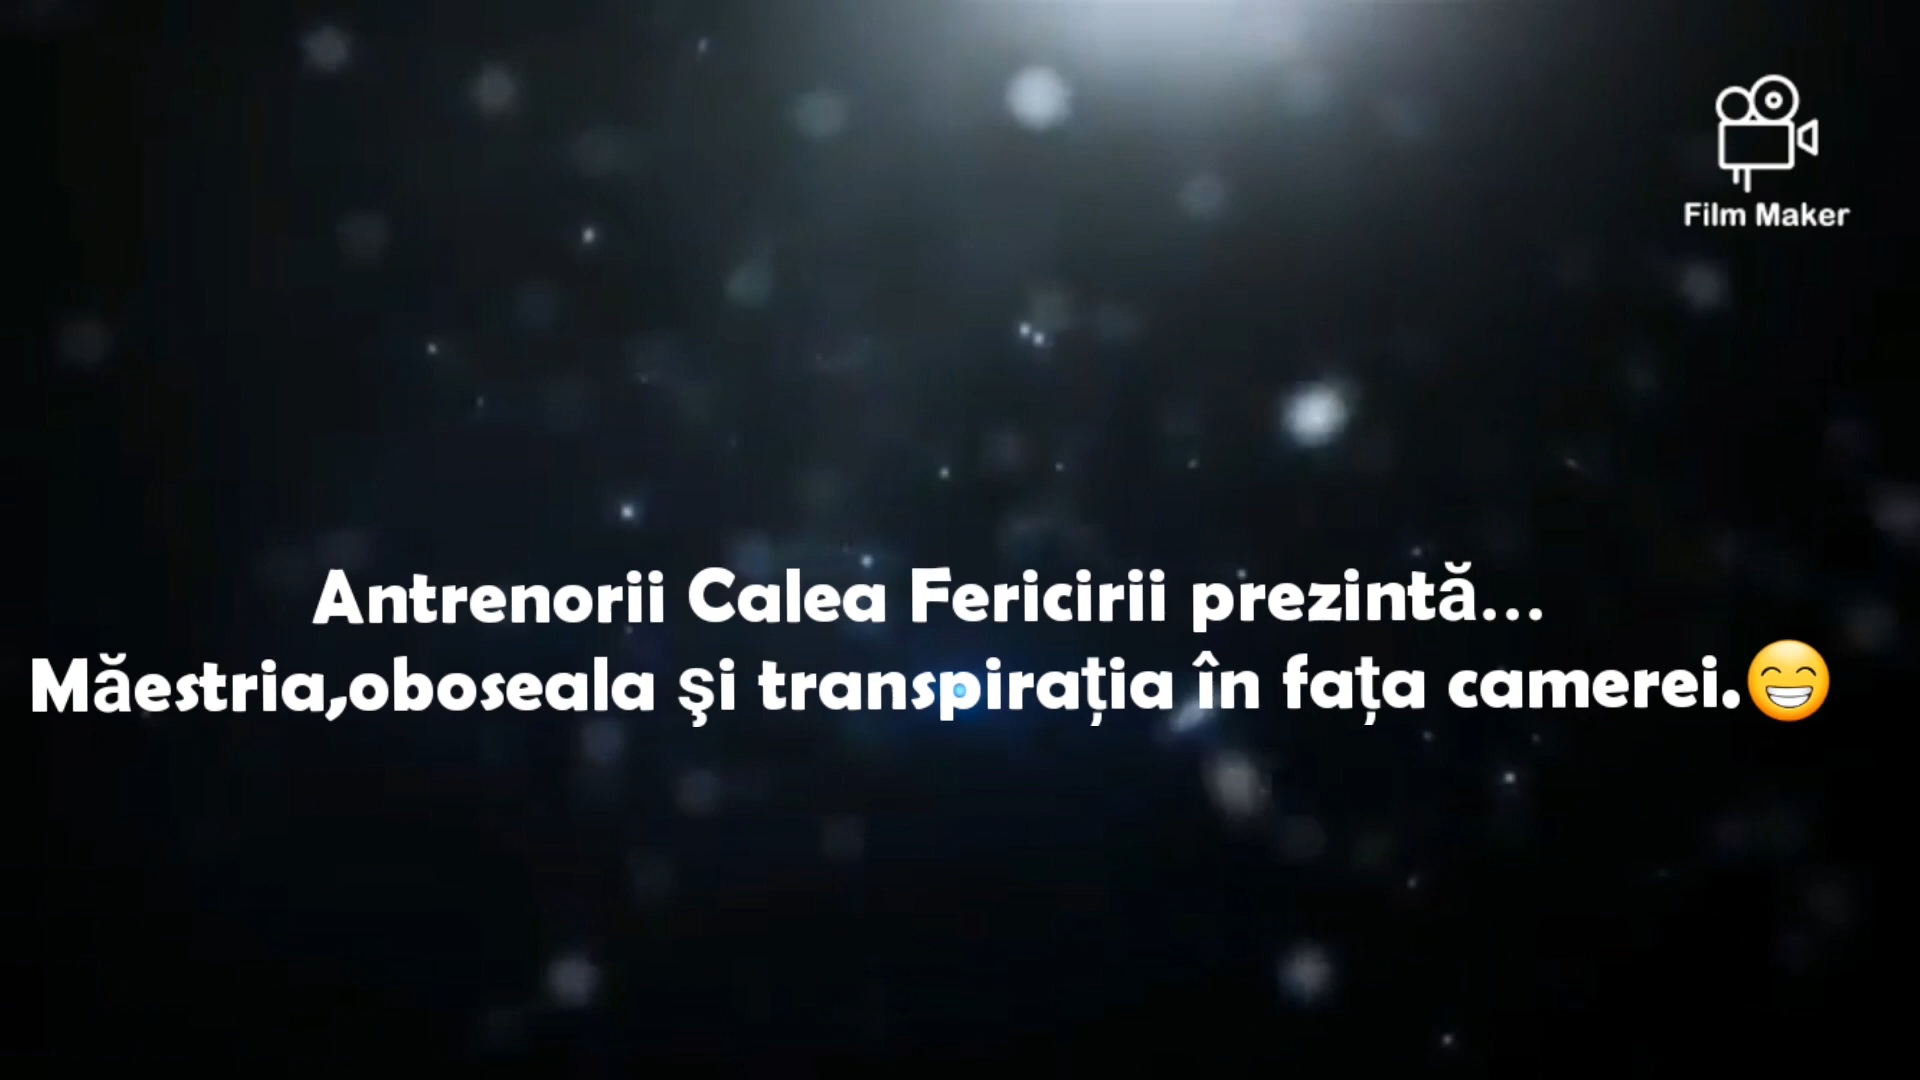 Film Maker
Antrenorii Calea Fericirii prezintă...
Măestria,oboseala şi transpirația în fața camerei.😁